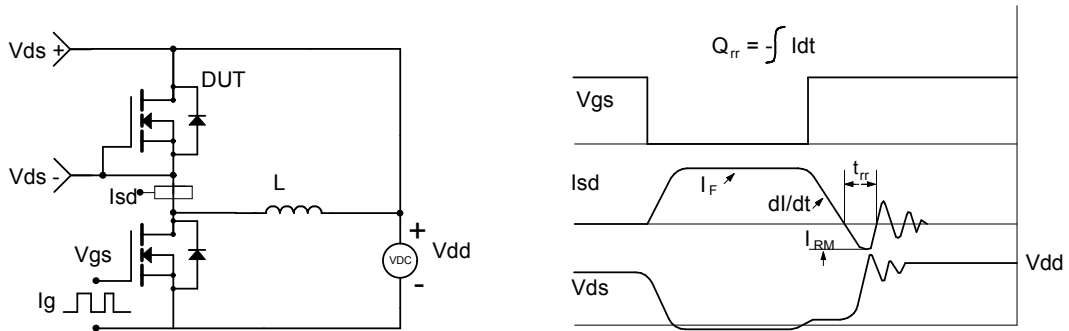 Vds +
DUT
Vds -
Isd
L
Vgs
+
VDC
Vdd
-
Ig
Qrr = -∫ Idt
Vgs
Isd
IF
dI/dt
trr
IRM
Vds
Vdd